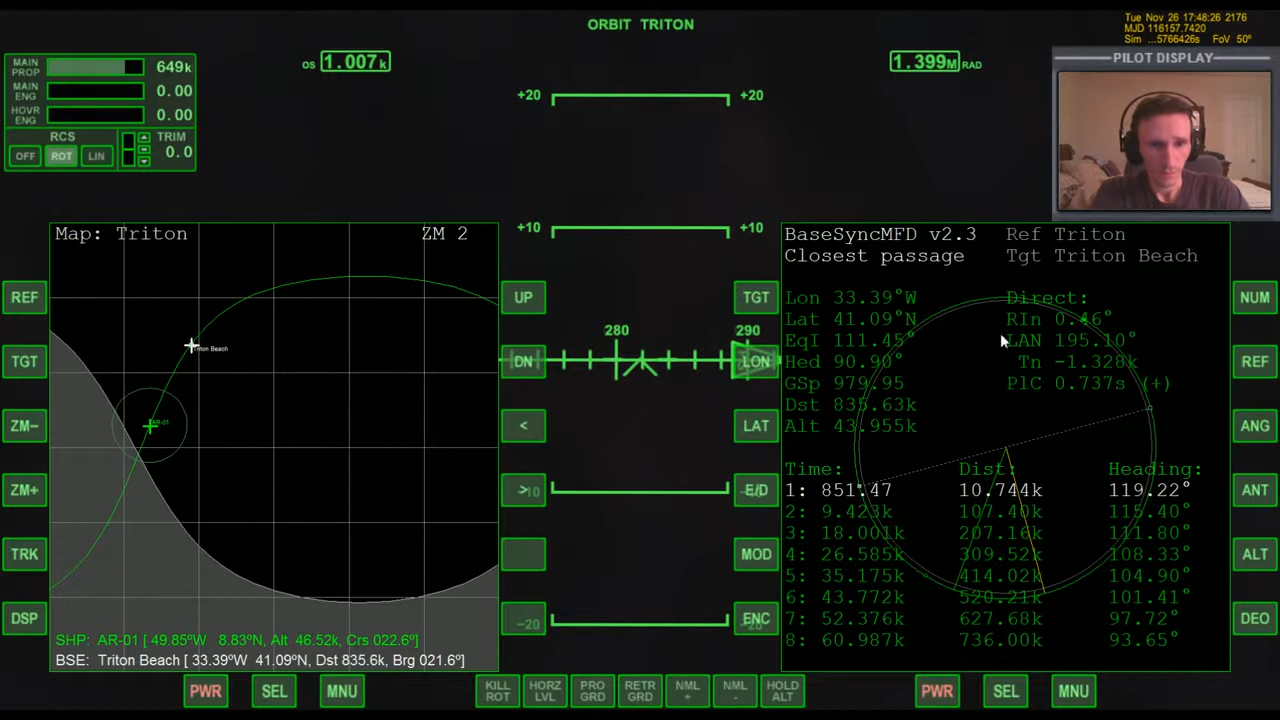 ORBIT TRITON
Tue Nov 26 17:48:26 2176
MJD 116157.7420
Sim ...5766426s FoV 50°
MAIN PROP 649k
MAIN ENG 0.00
HOVR ENG 0.00
RCS TRIM
0.0
OFF ROT LIN
OS 1.007k
1.399M RAD
PILOT DISPLAY
+20 +20
+10 +10
280 290
-10
-20
Map: Triton ZM 2
Triton Beach
AR-01
SHP: AR-01 [ 49.85°W 8.83°N, Alt 46.52k, Crs 022.6°]
BSE: Triton Beach [ 33.39°W 41.09°N, Dst 835.6k, Brg 021.6°]
REF
TGT
ZM-
ZM+
TRK
DSP
UP
DN
<
>
PWR SEL MNU
TGT
LON
LAT
E/D
MOD
ENC
BaseSyncMFD v2.3 Ref Triton
Closest passage Tgt Triton Beach
Lon 33.39°W Direct:
Lat 41.09°N RIn 0.46°
EqI 111.45° LAN 195.10°
Hed 90.90° Tn -1.328k
GSp 979.95 PlC 0.737s (+)
Dst 835.63k
Alt 43.955k
Time: Dist: Heading:
1: 851.47 10.744k 119.22°
2: 9.423k 107.40k 115.40°
3: 18.001k 207.16k 111.80°
4: 26.585k 309.52k 108.33°
5: 35.175k 414.02k 104.90°
6: 43.772k 520.21k 101.41°
7: 52.376k 627.68k 97.72°
8: 60.987k 736.00k 93.65°
NUM
REF
ANG
ANT
ALT
DEO
KILL ROT
HORZ LVL
PRO GRD
RETR GRD
NML +
NML -
HOLD ALT
PWR SEL MNU